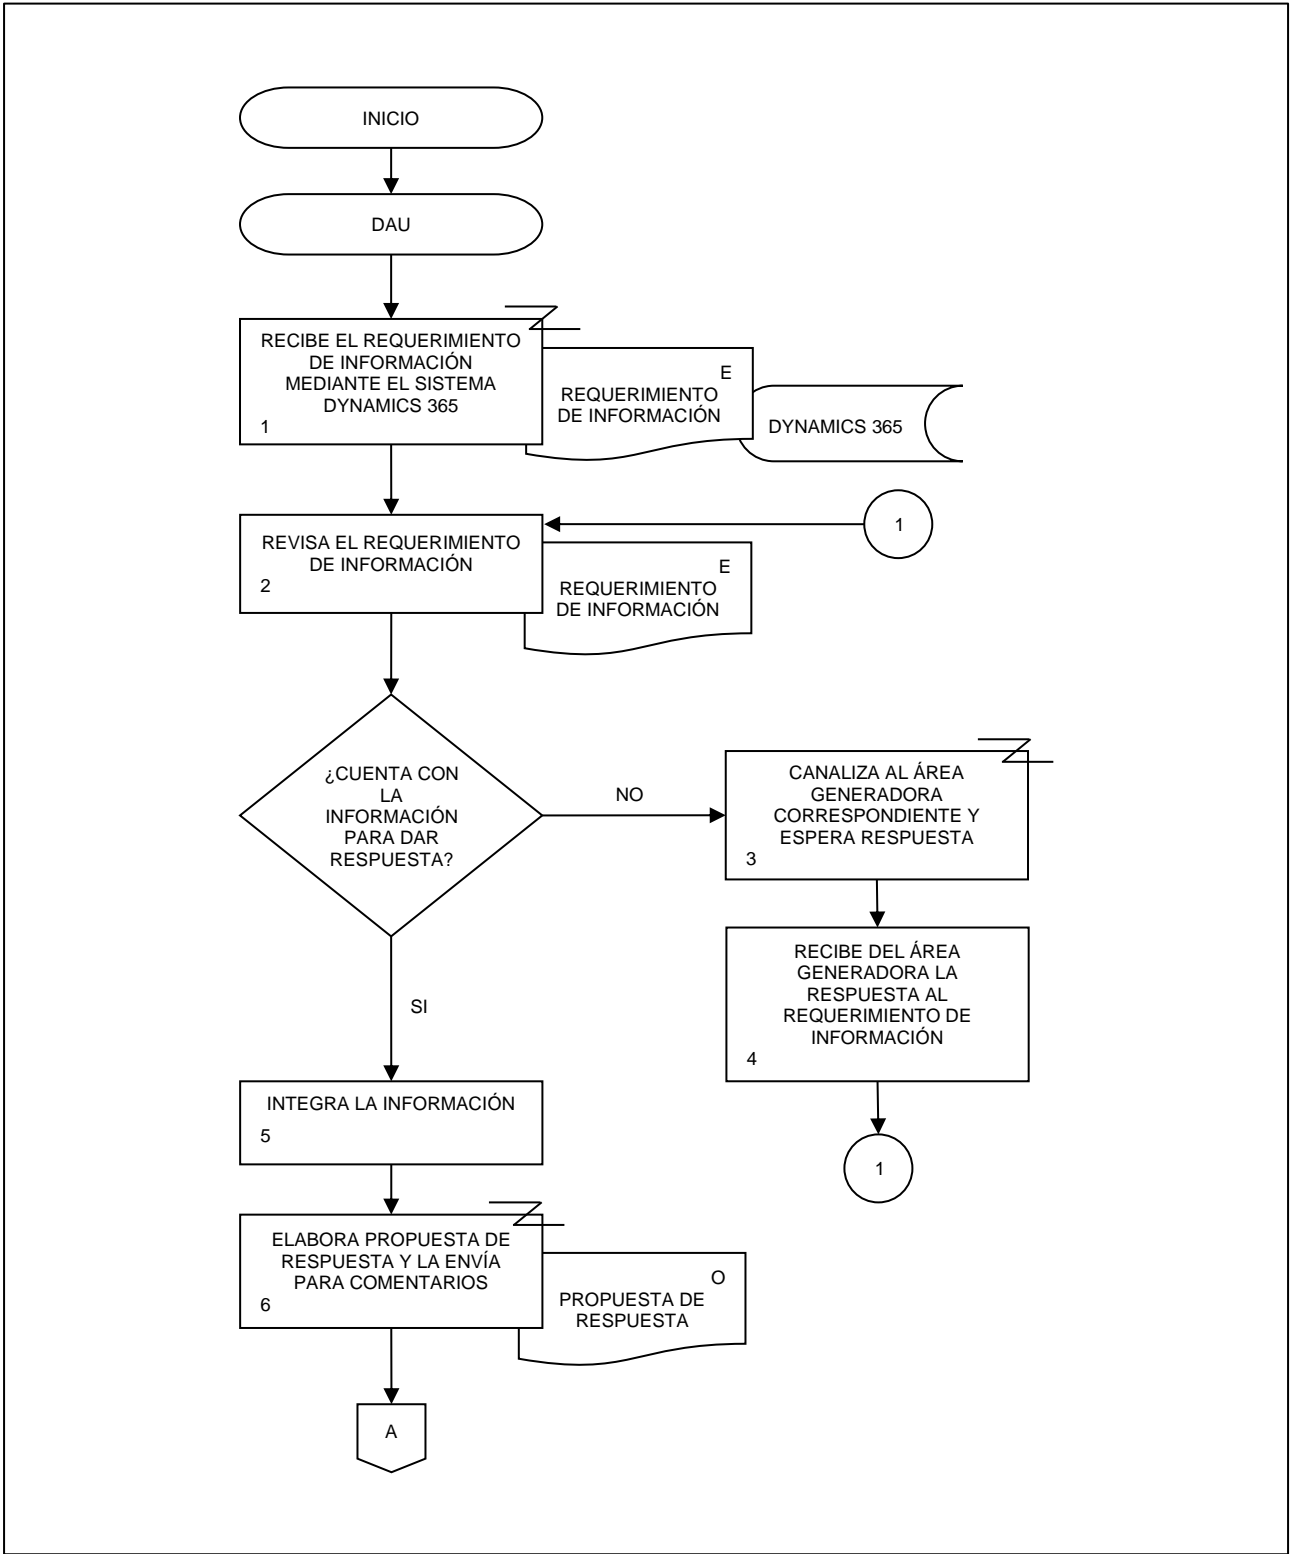 INICIO
DAU
RECIBE EL REQUERIMIENTO
DE INFORMACIÓN
MEDIANTE EL SISTEMA
DYNAMICS 365
1
E
REQUERIMIENTO
DE INFORMACIÓN
DYNAMICS 365
1
REVISA EL REQUERIMIENTO
DE INFORMACIÓN
2
E
REQUERIMIENTO
DE INFORMACIÓN
¿CUENTA CON
LA
INFORMACIÓN
PARA DAR
RESPUESTA?
NO
CANALIZA AL ÁREA
GENERADORA
CORRESPONDIENTE Y
ESPERA RESPUESTA
3
RECIBE DEL ÁREA
GENERADORA LA
RESPUESTA AL
REQUERIMIENTO DE
INFORMACIÓN
4
1
SI
INTEGRA LA INFORMACIÓN
5
ELABORA PROPUESTA DE
RESPUESTA Y LA ENVÍA
PARA COMENTARIOS
6
O
PROPUESTA DE
RESPUESTA
A